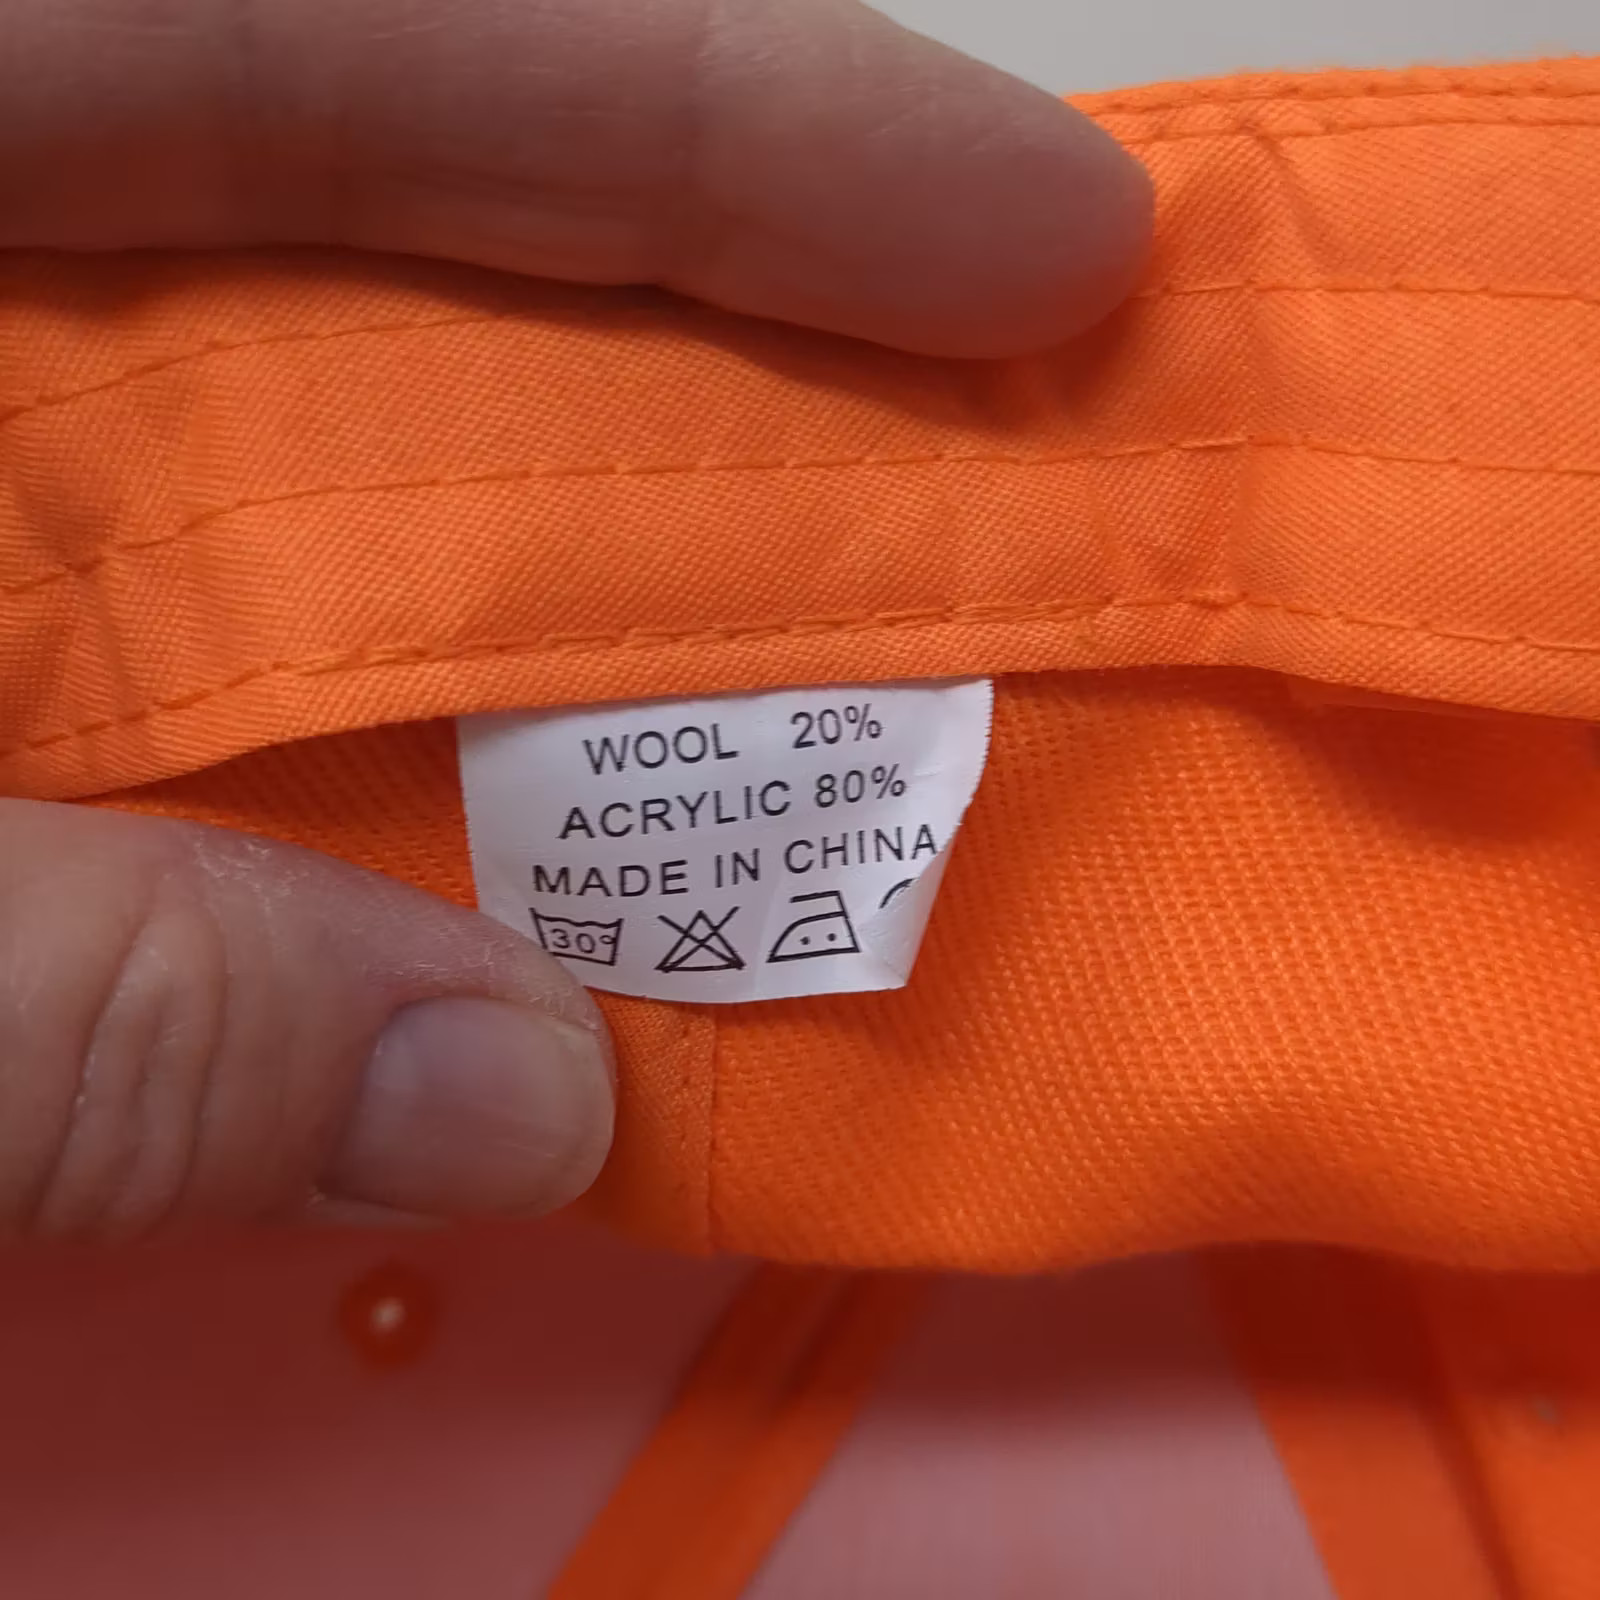 WOOL 20%
ACRYLIC 80%
MADE IN CHINA
30°